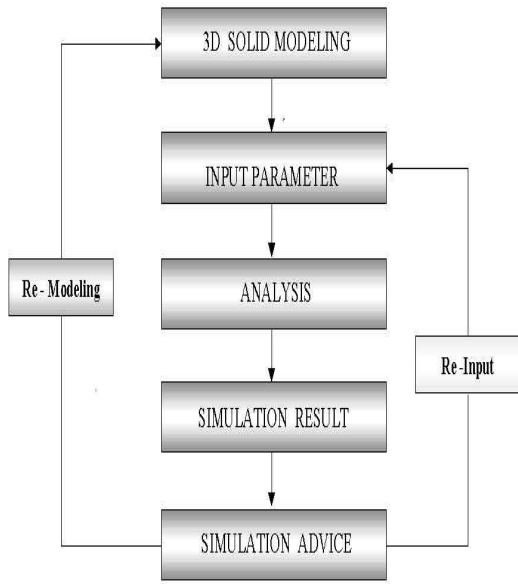 3D SOLID MODELING
INPUT PARAMETER
Re - Modeling
ANALYSIS
Re -Input
SIMULATION RESULT
SIMULATION ADVICE